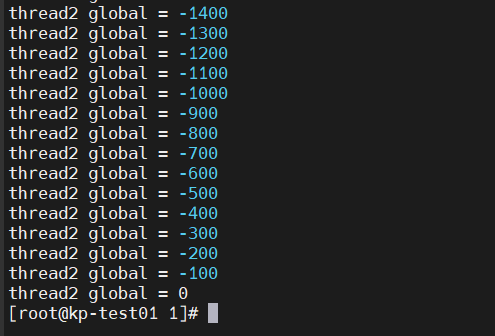 thread2 global = -1400
thread2 global = -1300
thread2 global = -1200
thread2 global = -1100
thread2 global = -1000
thread2 global = -900
thread2 global = -800
thread2 global = -700
thread2 global = -600
thread2 global = -500
thread2 global = -400
thread2 global = -300
thread2 global = -200
thread2 global = -100
thread2 global = 0
[root@kp-test01 1]#